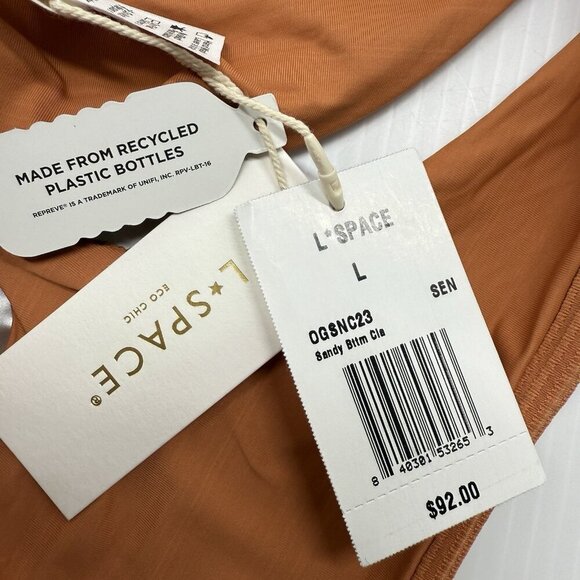 MADE FROM RECYCLED
PLASTIC BOTTLES
REPREVE® IS A TRADEMARK OF UNIFI, INC. RPV-LBT-16
L★SPACE®
ECO CHIC
L*SPACE
L
SEN
OGSNC23
Sandy Bttm Cla
8 40301 53265 3
$92.00